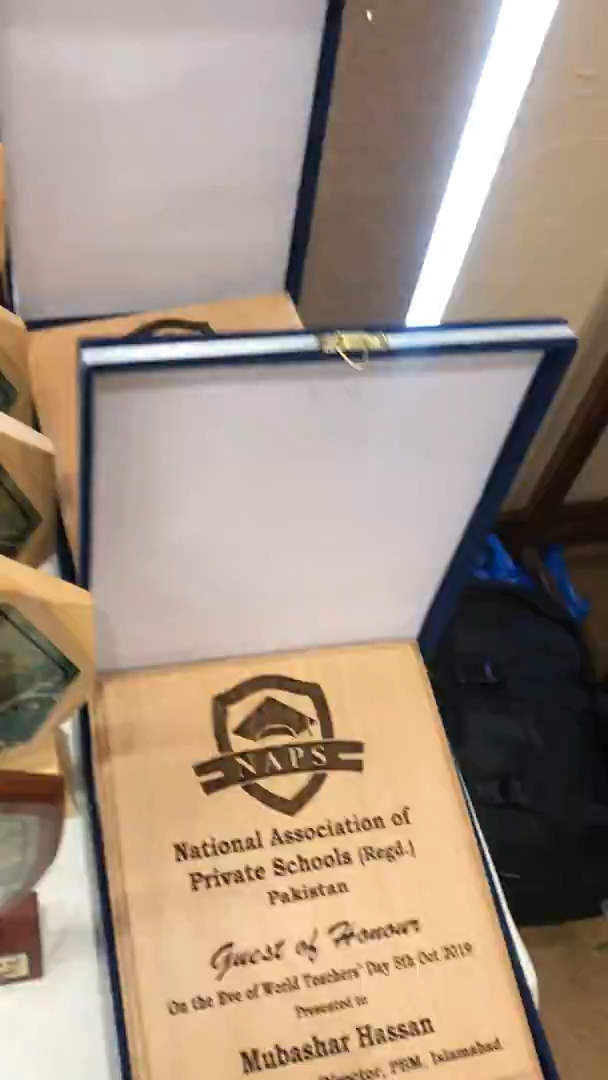 NAPS
National Association of
Private Schools (Regd.)
Pakistan
Guest of Honour
On the Eve of World Teachers' Day 8th Oct 2019
Presented to
Mubashar Hassan
Director, PRM, Islamabad